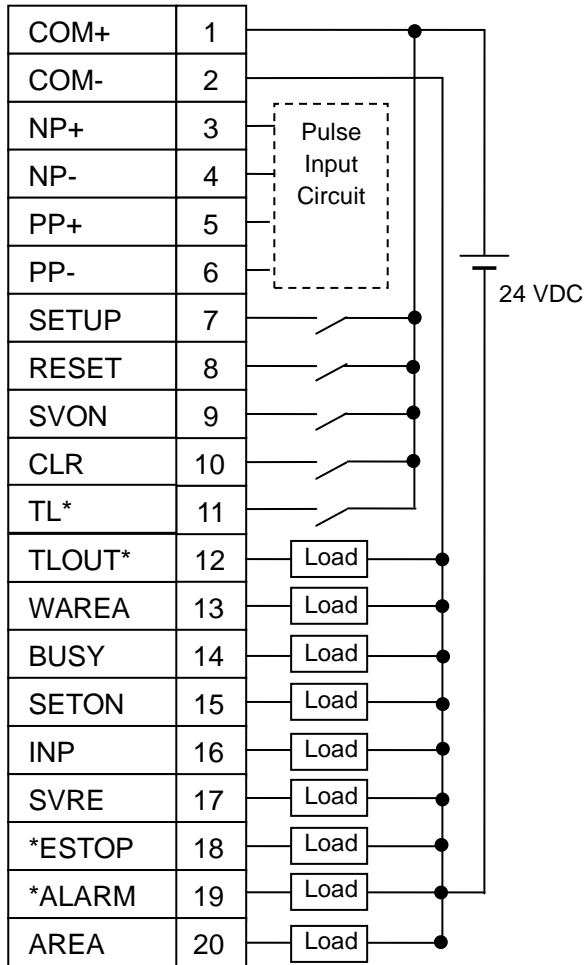 COM+ 1
COM- 2
NP+ 3
NP- 4
PP+ 5
PP- 6
SETUP 7
RESET 8
SVON 9
CLR 10
TL* 11
TLOUT* 12 Load
WAREA 13 Load
BUSY 14 Load
SETON 15 Load
INP 16 Load
SVRE 17 Load
*ESTOP 18 Load
*ALARM 19 Load
AREA 20 Load
Pulse
Input
Circuit
24 VDC